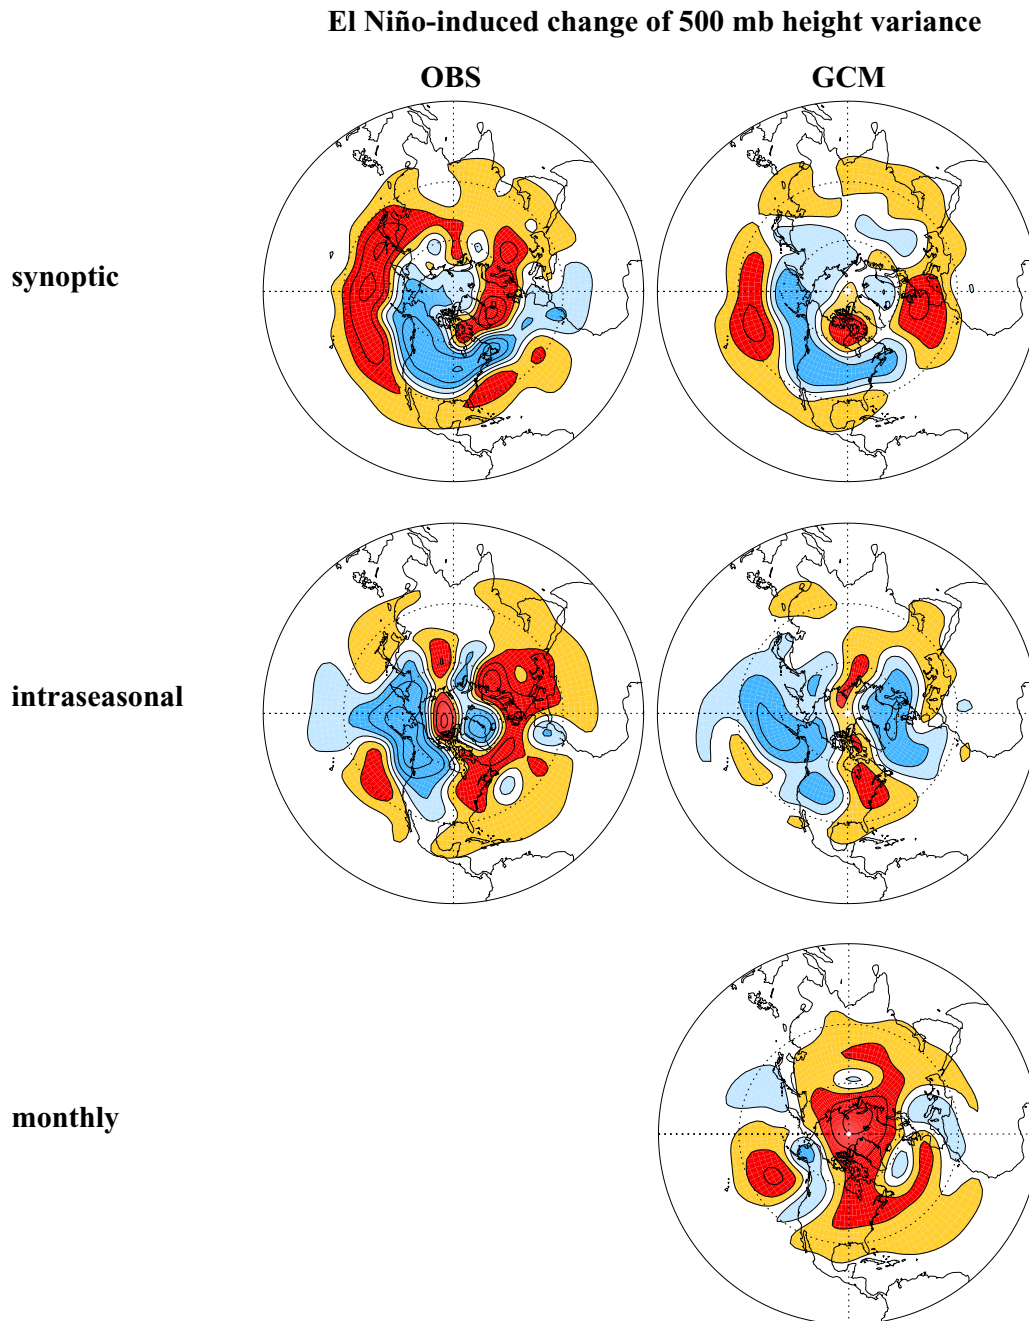 El Niño-induced change of 500 mb height variance
OBS
GCM
synoptic
intraseasonal
monthly